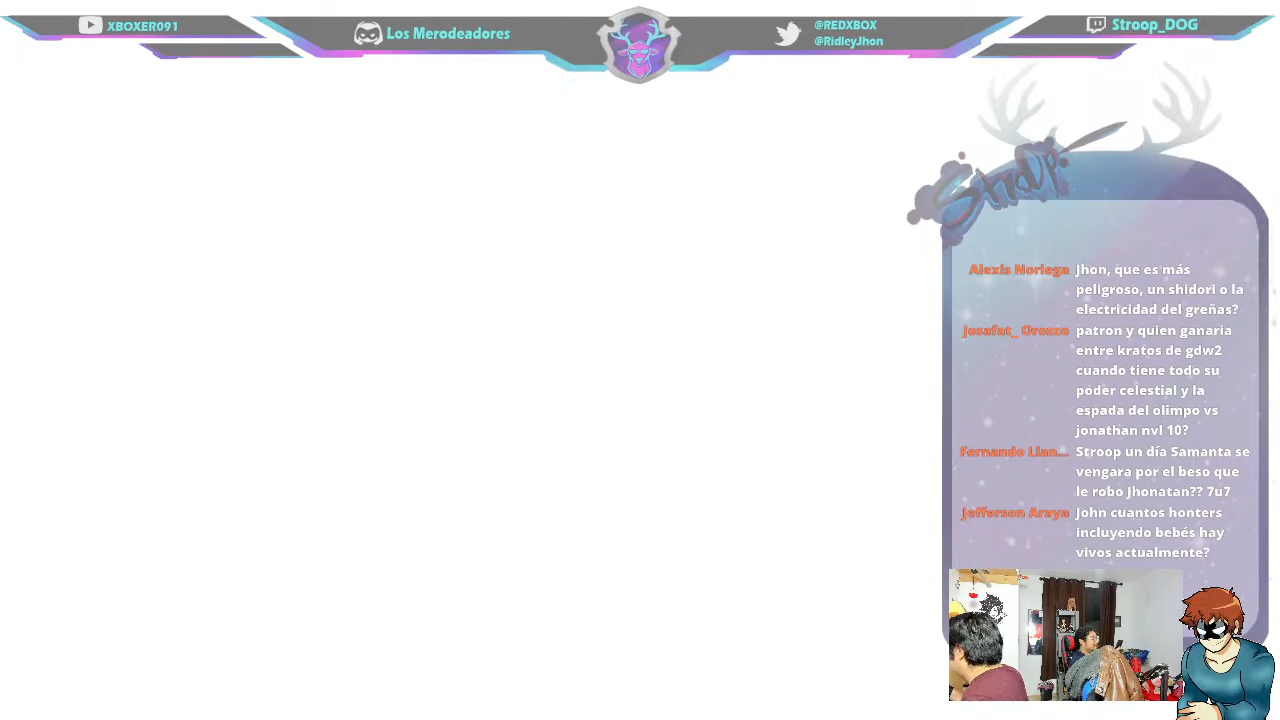 XBOXER091
Los Merodeadores
@REDXBOX
@RidleyJhon
Stroop_DOG
Stroop
Alexis Noriega Jhon, que es más
peligroso, un shidori o la
electricidad del greñas?
Josafat_ Orozco patron y quien ganaria
entre kratos de gdw2
cuando tiene todo su
poder celestial y la
espada del olimpo vs
jonathan nvl 10?
Fernando Llan... Stroop un día Samanta se
vengara por el beso que
le robo Jhonatan?? 7u7
Jefferson Araya John cuantos honters
incluyendo bebés hay
vivos actualmente?